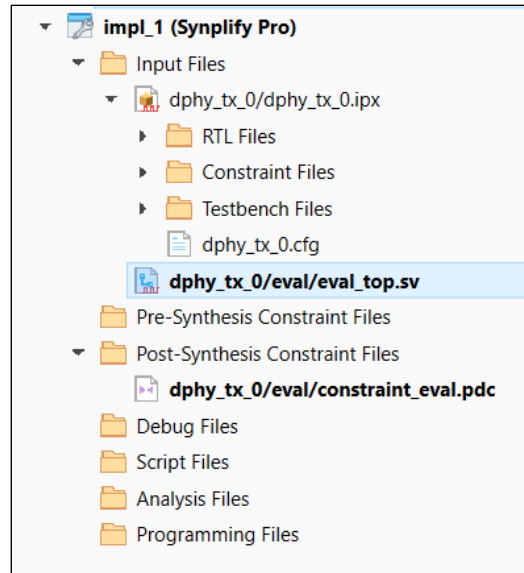 impl_1 (Synplify Pro)
Input Files
dphy_tx_0/dphy_tx_0.ipx
RTL Files
Constraint Files
Testbench Files
dphy_tx_0.cfg
dphy_tx_0/eval/eval_top.sv
Pre-Synthesis Constraint Files
Post-Synthesis Constraint Files
dphy_tx_0/eval/constraint_eval.pdc
Debug Files
Script Files
Analysis Files
Programming Files